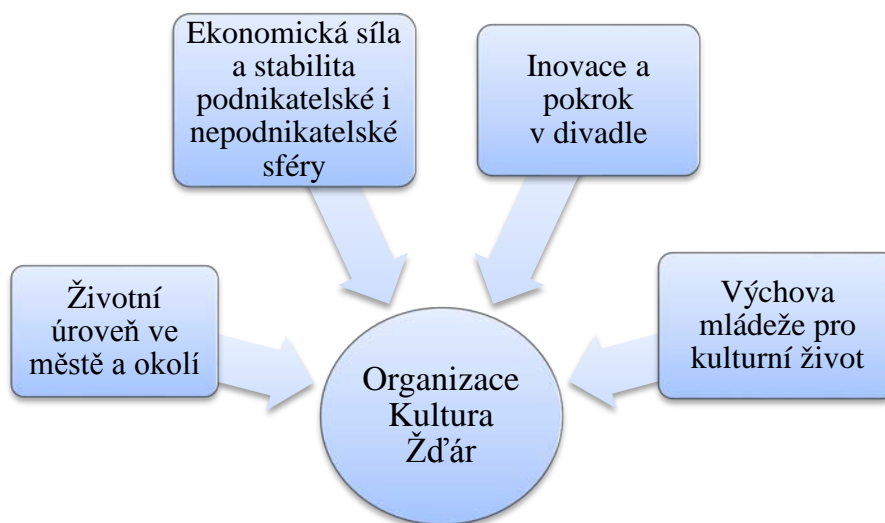 Ekonomická síla
a stabilita
podnikatelské i
nepodnikatelské
sféry
Inovace a
pokrok
v divadle
Životní
úroveň ve
městě a okolí
Výchova
mládeže pro
kulturní život
Organizace
Kultura
Žďár